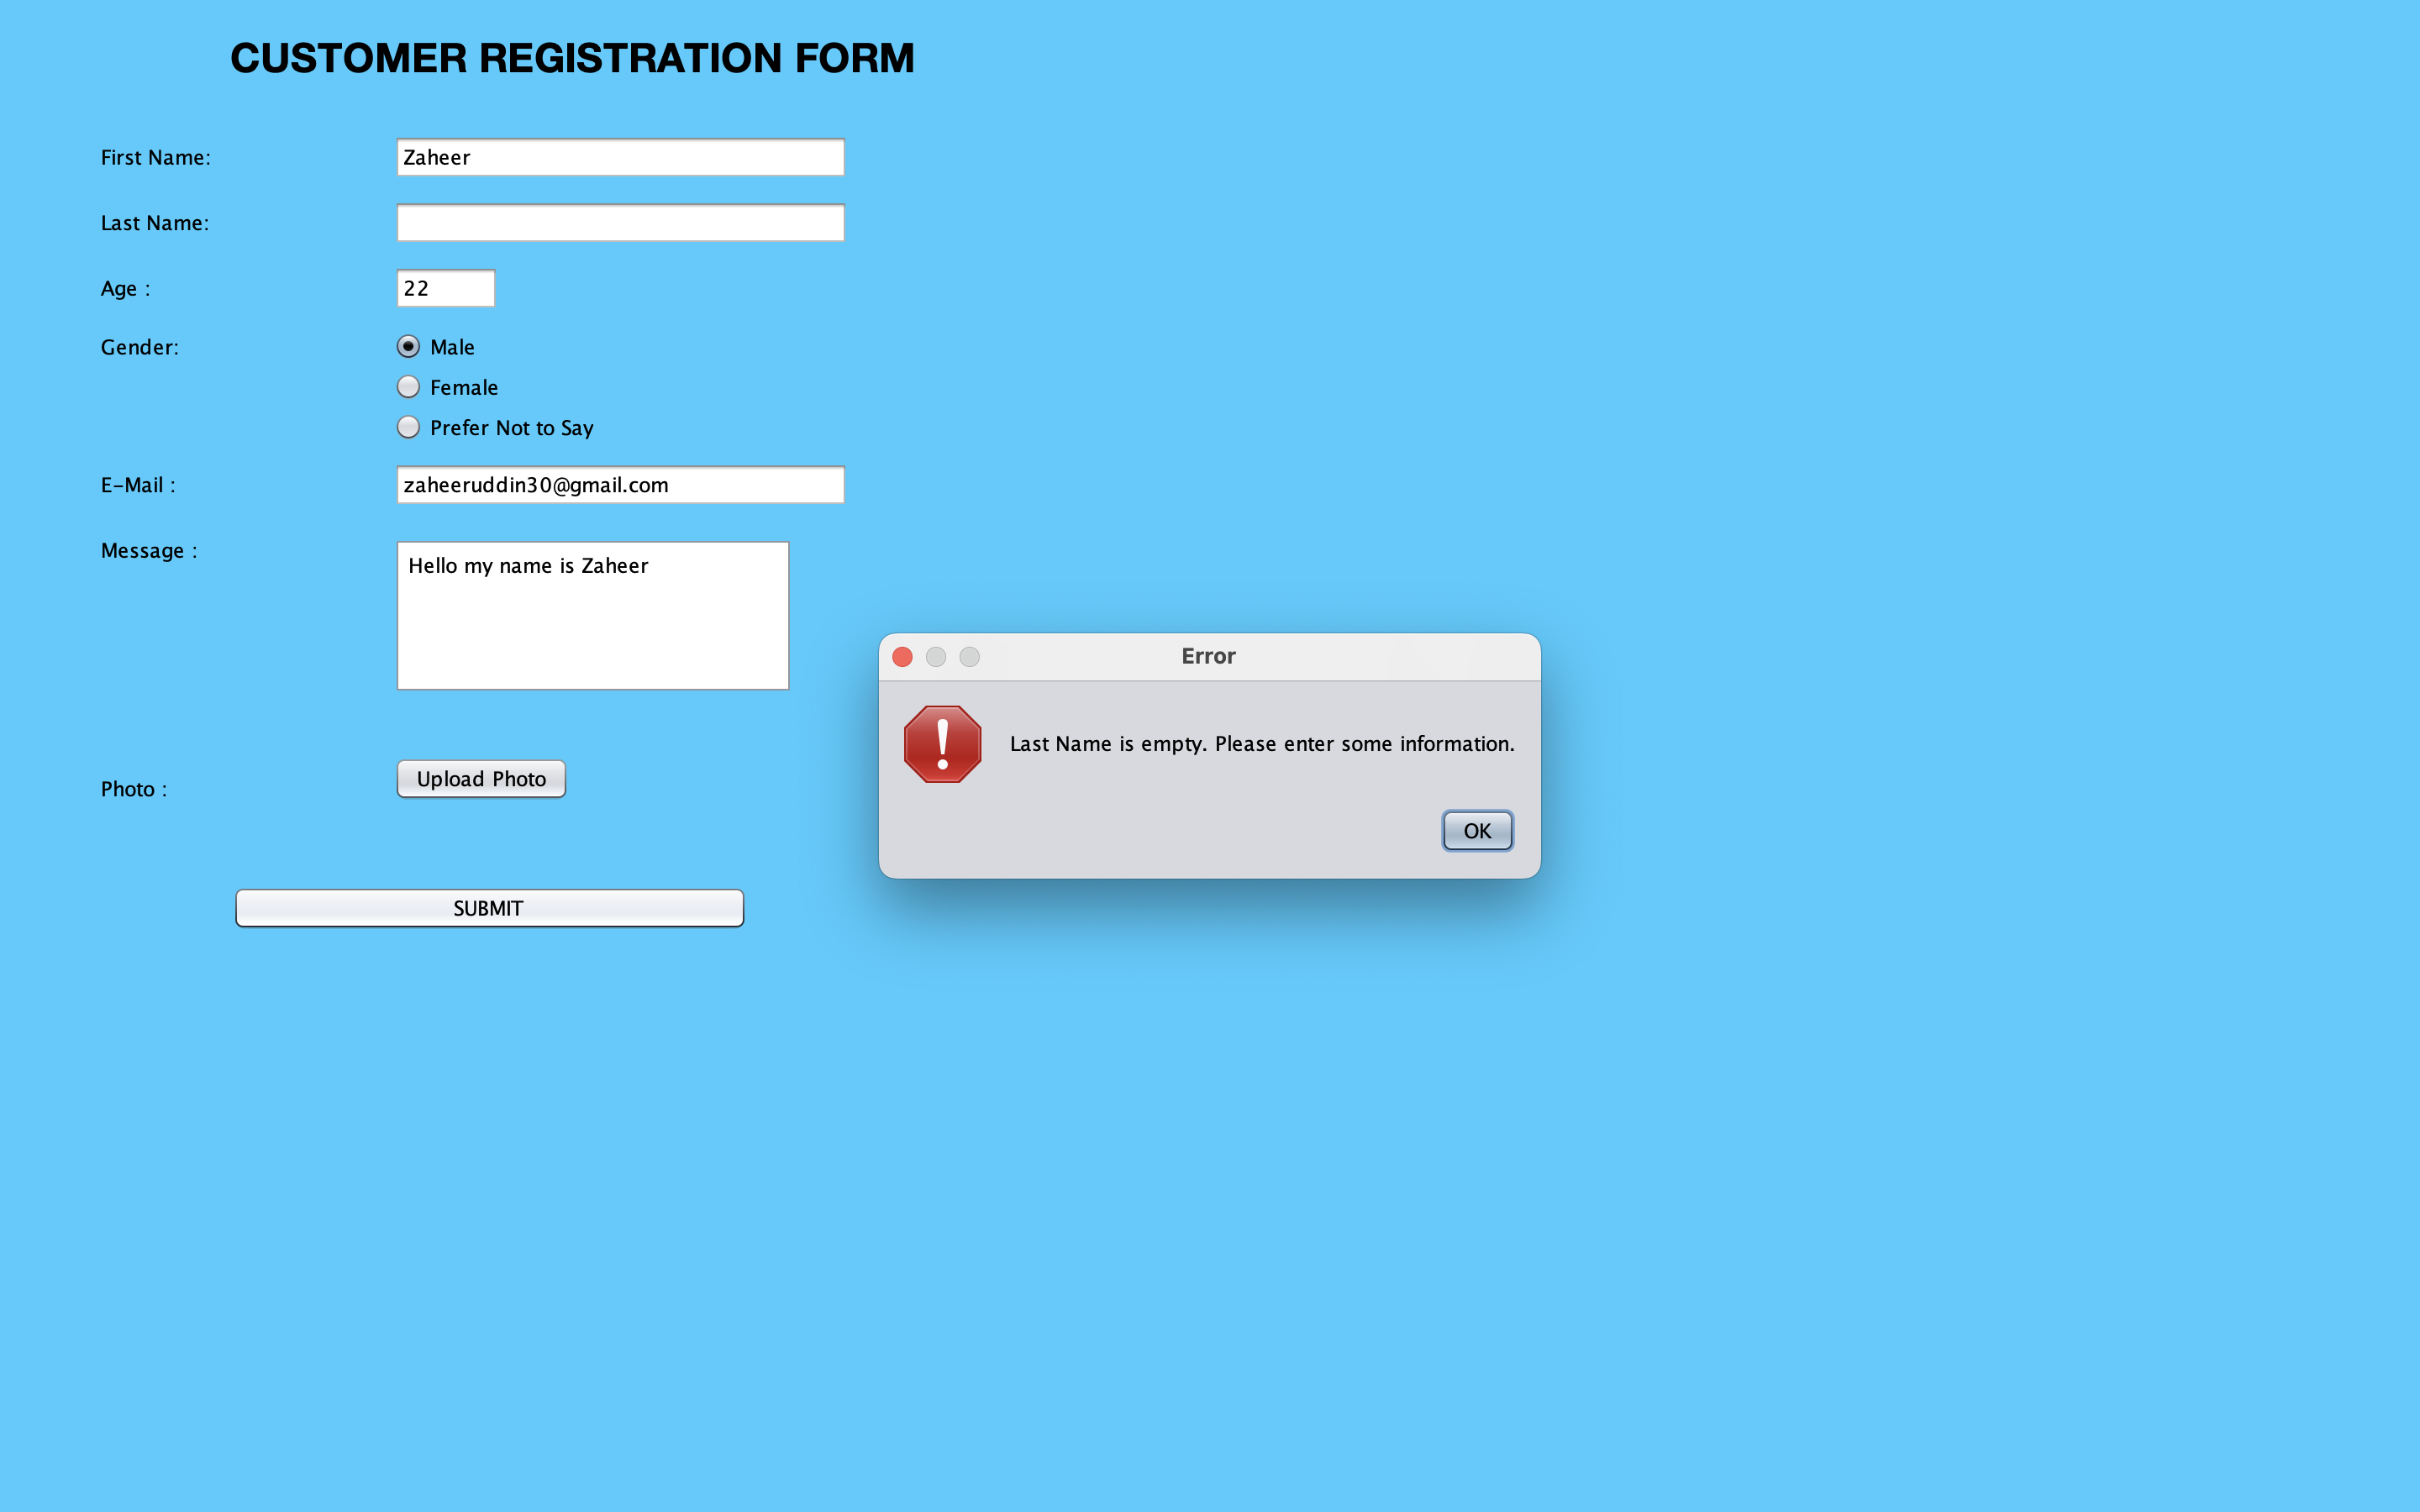 CUSTOMER REGISTRATION FORM
First Name: Zaheer
Last Name:
Age : 22
Gender: Male
Female
Prefer Not to Say
E-Mail : zaheeruddin30@gmail.com
Message : Hello my name is Zaheer
Error
Last Name is empty. Please enter some information.
OK
Photo : Upload Photo
SUBMIT